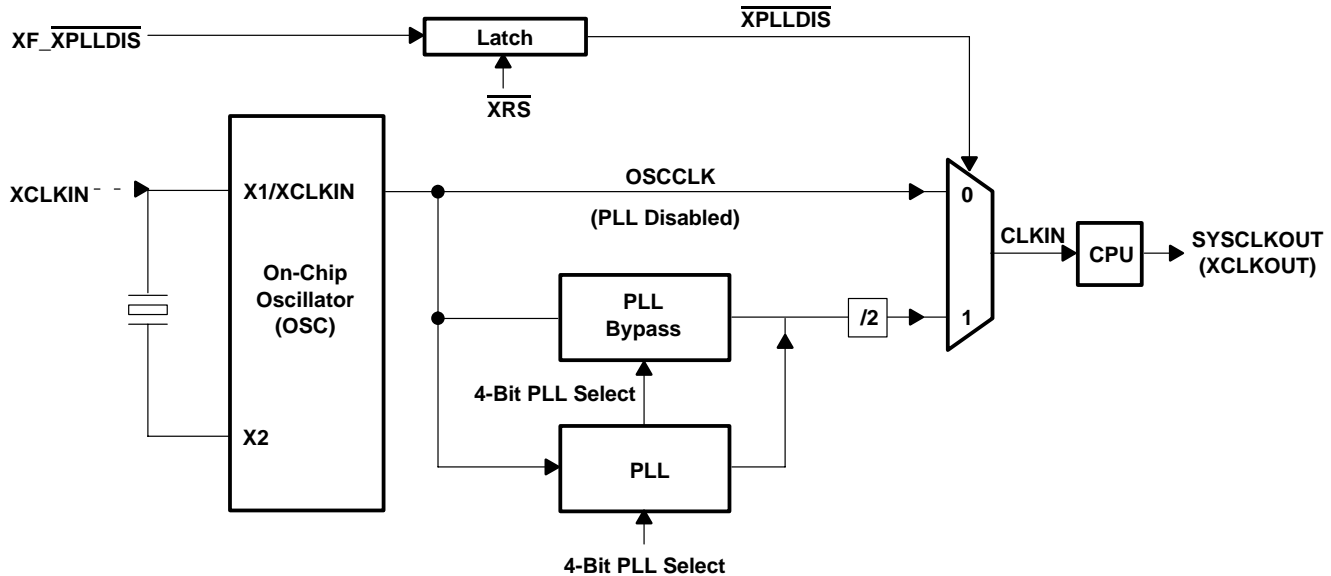 XF_XPLLDIS
Latch
XPLLDIS
XRS
XCLKIN
X1/XCLKIN
On-Chip
Oscillator
(OSC)
X2
OSCCLK
(PLL Disabled)
0
CLKIN
CPU
SYSCLKOUT
(XCLKOUT)
PLL
Bypass
/2
1
4-Bit PLL Select
PLL
4-Bit PLL Select